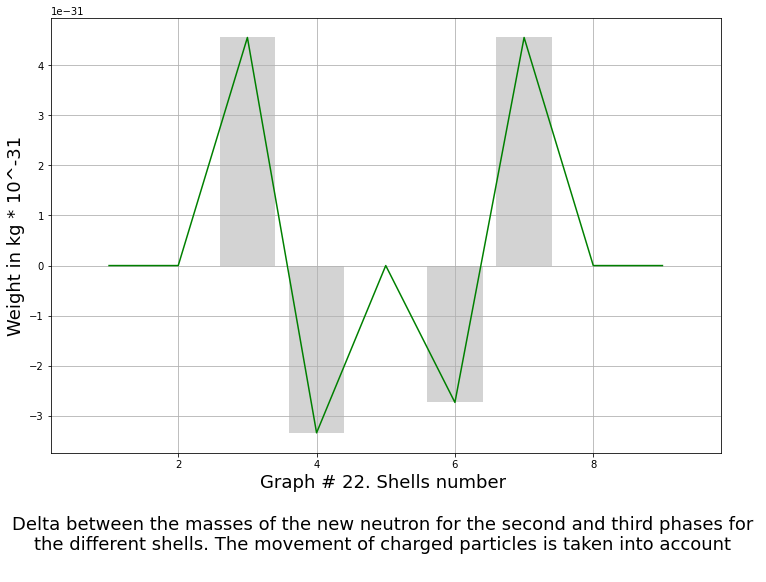 1e−31
4
3
2
1
0
−1
−2
−3
Weight in kg * 10^-31
2 4 6 8
Graph # 22. Shells number
Delta between the masses of the new neutron for the second and third phases for
the different shells. The movement of charged particles is taken into account